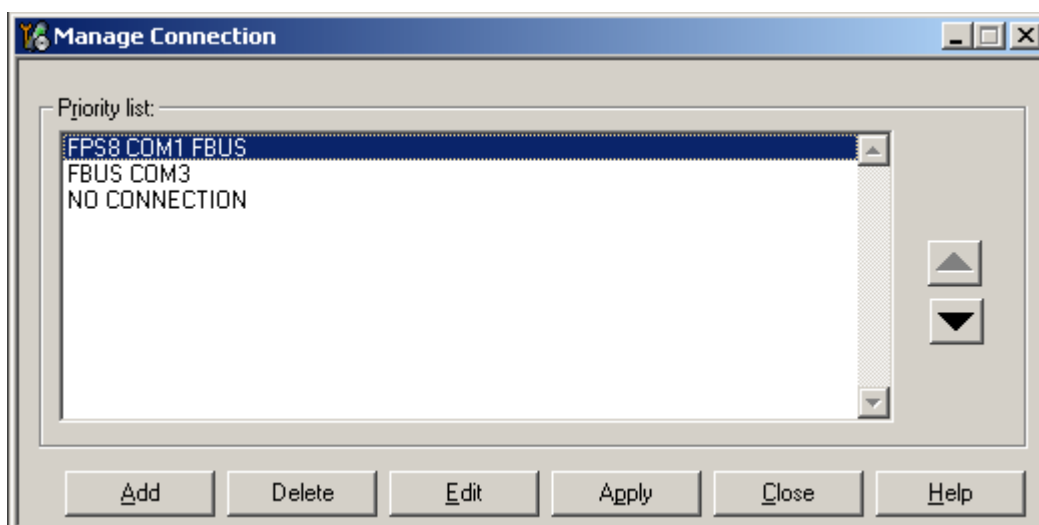 Manage Connection
Priority list:
FPS8 COM1 FBUS
FBUS COM3
NO CONNECTION
Add Delete Edit Apply Close Help